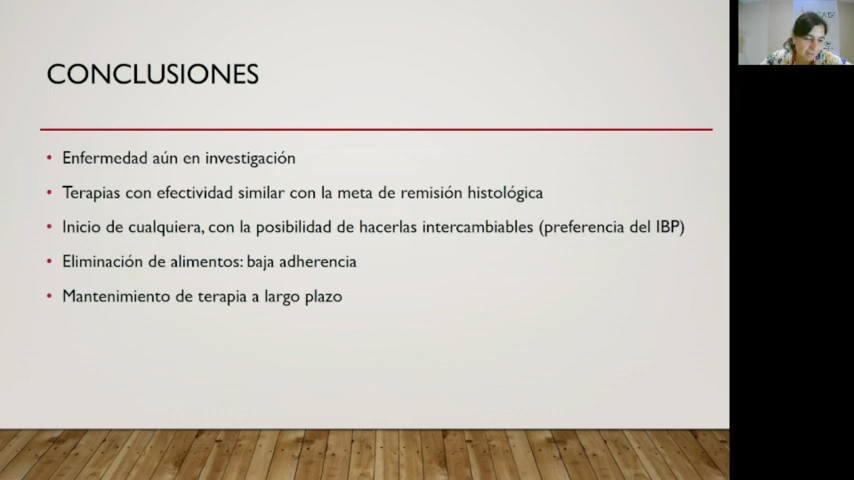 CONCLUSIONES
• Enfermedad aún en investigación
• Terapias con efectividad similar con la meta de remisión histológica
• Inicio de cualquiera, con la posibilidad de hacerlas intercambiables (preferencia del IBP)
• Eliminación de alimentos: baja adherencia
• Mantenimiento de terapia a largo plazo